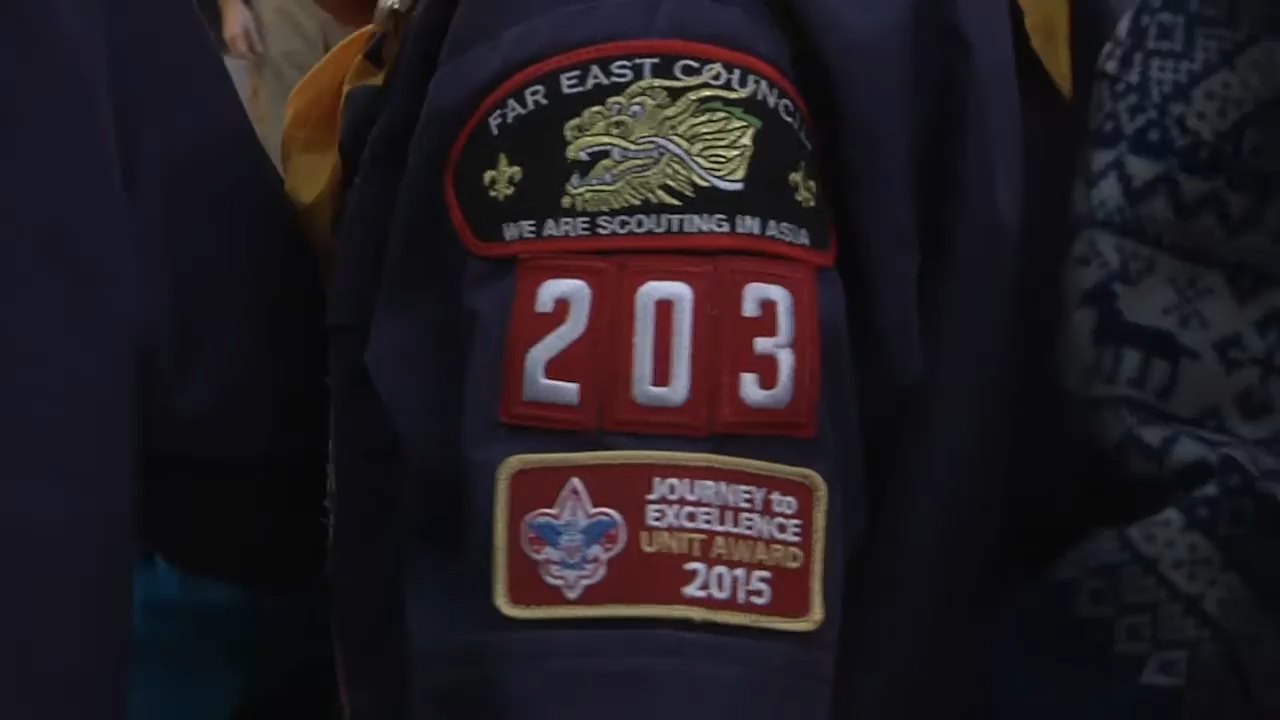 FAR EAST COUNCIL
WE ARE SCOUTING IN ASIA
203
JOURNEY to
EXCELLENCE
UNIT AWARD
2015